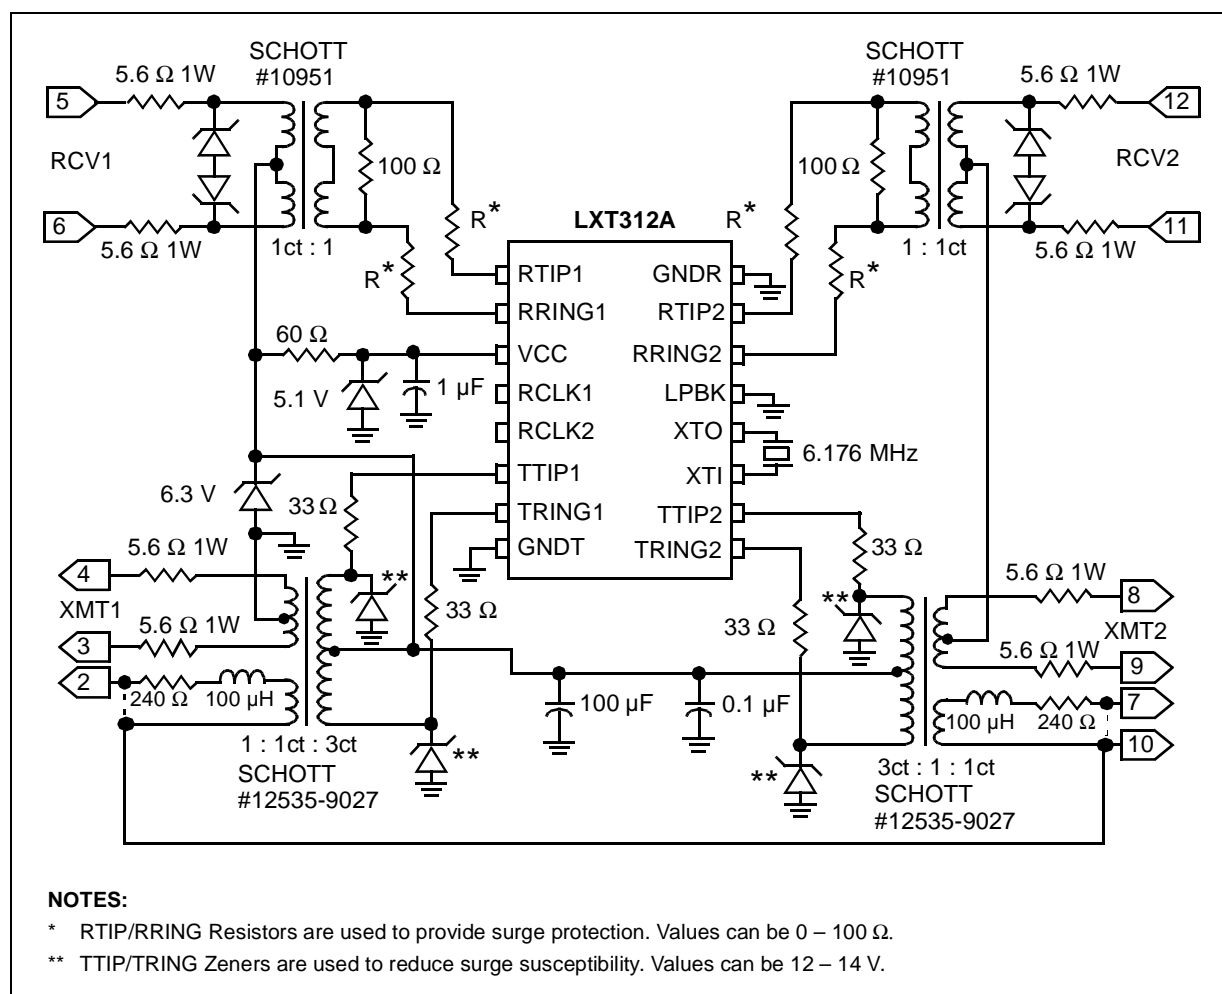 SCHOTT
#10951
5.6 Ω 1W
5
RCV1
6
5.6 Ω 1W
1ct : 1
100 Ω
R*
R*
SCHOTT
#10951
5.6 Ω 1W
12
RCV2
11
5.6 Ω 1W
1 : 1ct
100 Ω
R*
R*
LXT312A
RTIP1
RRING1
VCC
RCLK1
RCLK2
TTIP1
TRING1
GNDT
GNDR
RTIP2
RRING2
LPBK
XTO
XTI
TTIP2
TRING2
60 Ω
5.1 V
1 µF
6.176 MHz
6.3 V
33 Ω
5.6 Ω 1W
4
XMT1
3
5.6 Ω 1W
2
240 Ω
100 µH
**
33 Ω
**
1 : 1ct : 3ct
SCHOTT
#12535-9027
100 µF
0.1 µF
33 Ω
33 Ω
**
**
5.6 Ω 1W
8
XMT2
5.6 Ω 1W
9
7
100 µH
240 Ω
10
3ct : 1 : 1ct
SCHOTT
#12535-9027
NOTES:
* RTIP/RRING Resistors are used to provide surge protection. Values can be 0 – 100 Ω.
** TTIP/TRING Zeners are used to reduce surge susceptibility. Values can be 12 – 14 V.